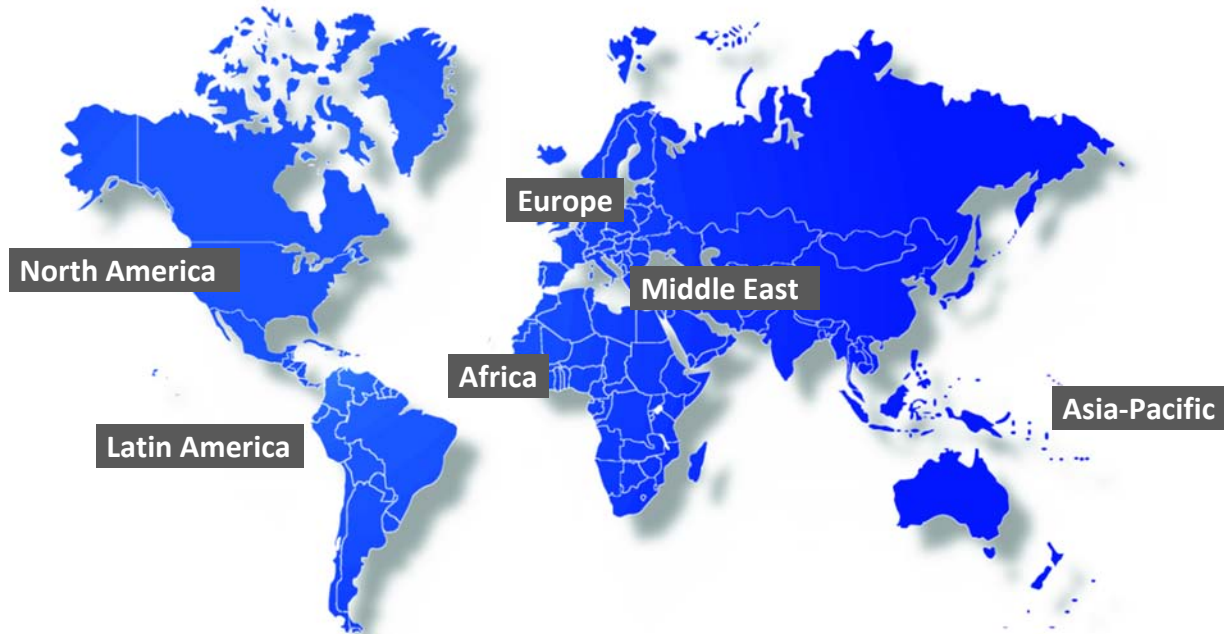 Europe
North America
Middle East
Africa
Asia-Pacific
Latin America